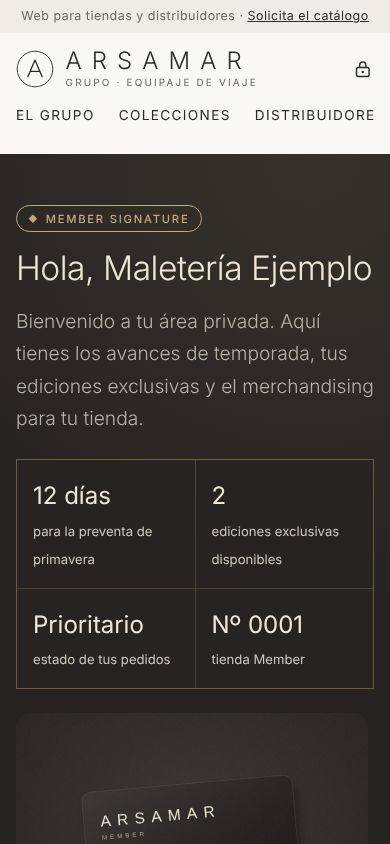 Web para tiendas y distribuidores · Solicita el catálogo
A ARSAMAR
GRUPO · EQUIPAJE DE VIAJE
EL GRUPO COLECCIONES DISTRIBUIDORE
◆ MEMBER SIGNATURE
Hola, Maletería Ejemplo
Bienvenido a tu área privada. Aquí
tienes los avances de temporada, tus
ediciones exclusivas y el merchandising
para tu tienda.
12 días
para la preventa de
primavera
2
ediciones exclusivas
disponibles
Prioritario
estado de tus pedidos
Nº 0001
tienda Member
ARSAMAR
MEMBER